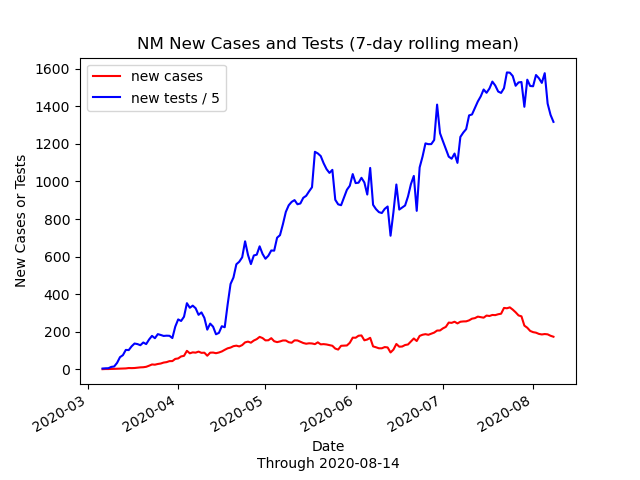 NM New Cases and Tests (7-day rolling mean)
new cases
new tests / 5
1600
1400
1200
1000
800
600
400
200
0
New Cases or Tests
2020-03
2020-04
2020-05
2020-06
2020-07
2020-08
Date
Through 2020-08-14